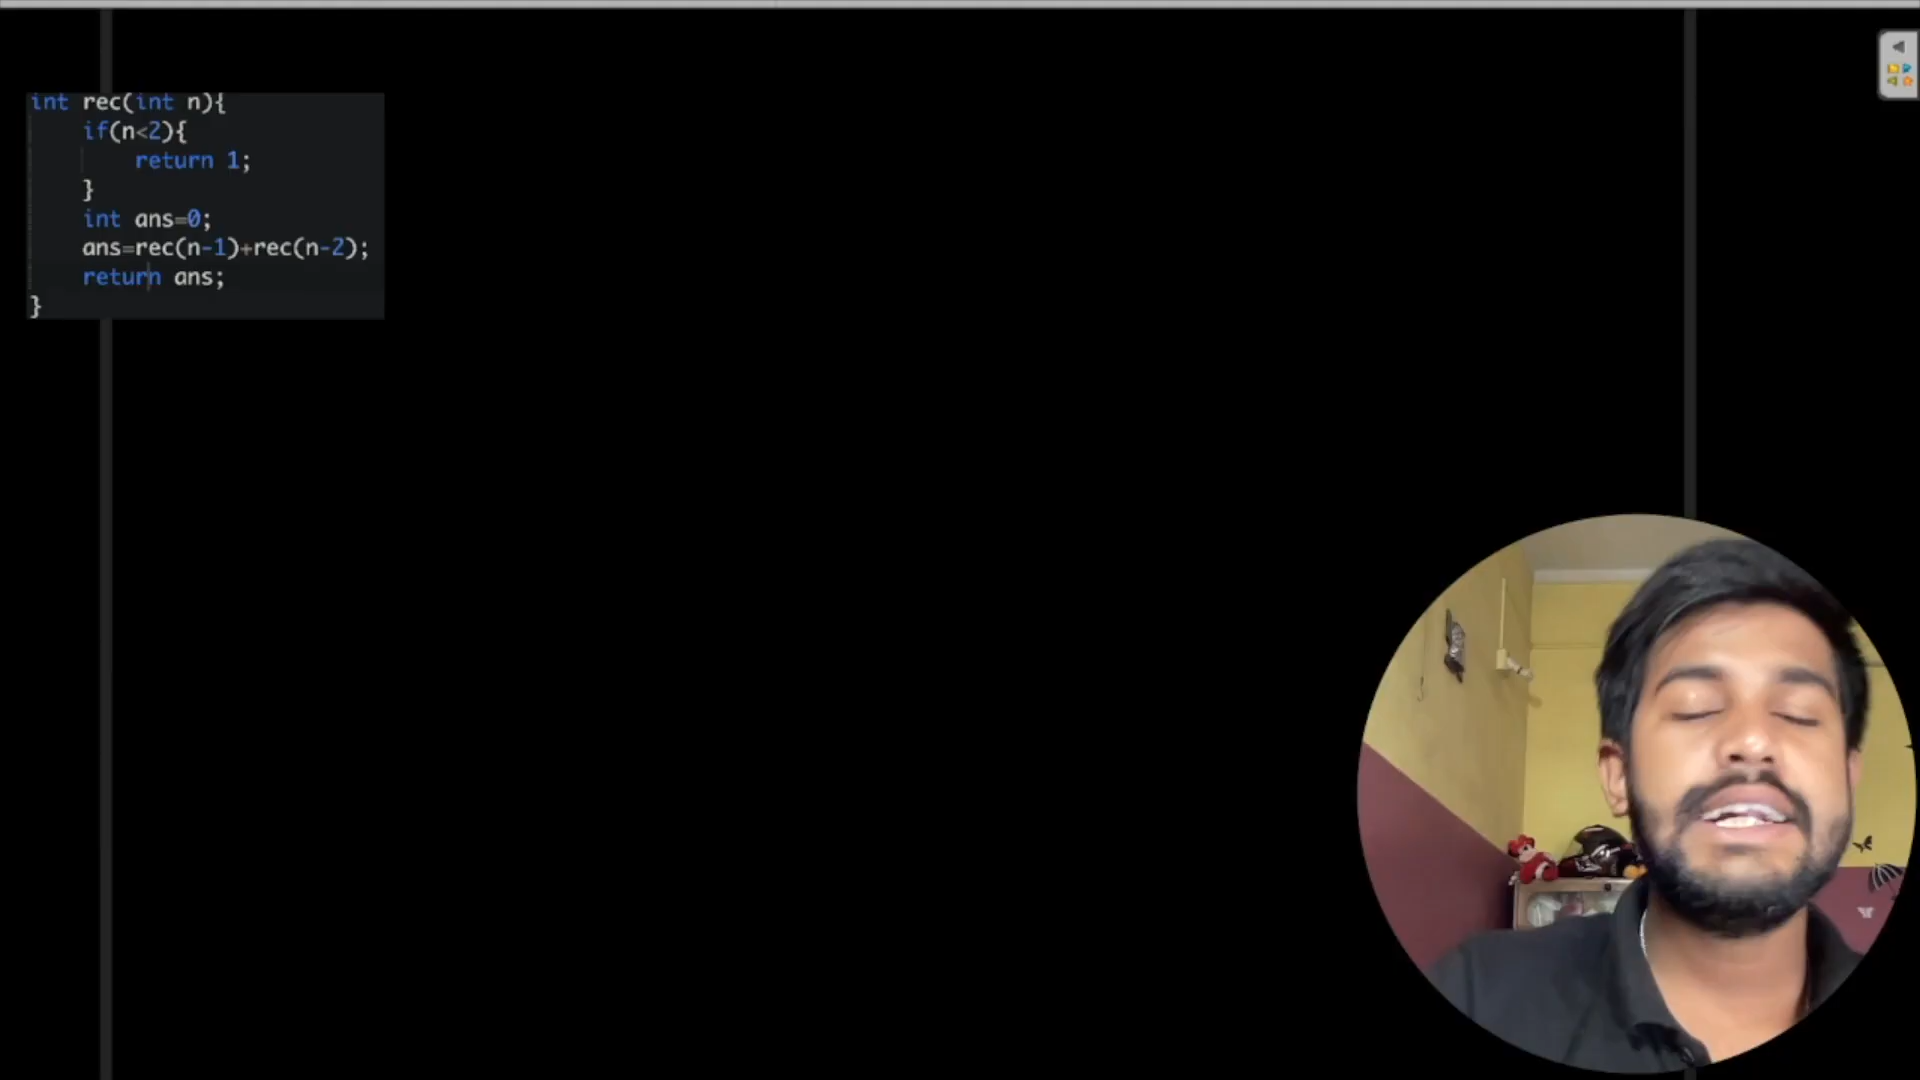 int rec(int n){
if(n<2){
return 1;
}
int ans=0;
ans=rec(n-1)+rec(n-2);
return ans;
}